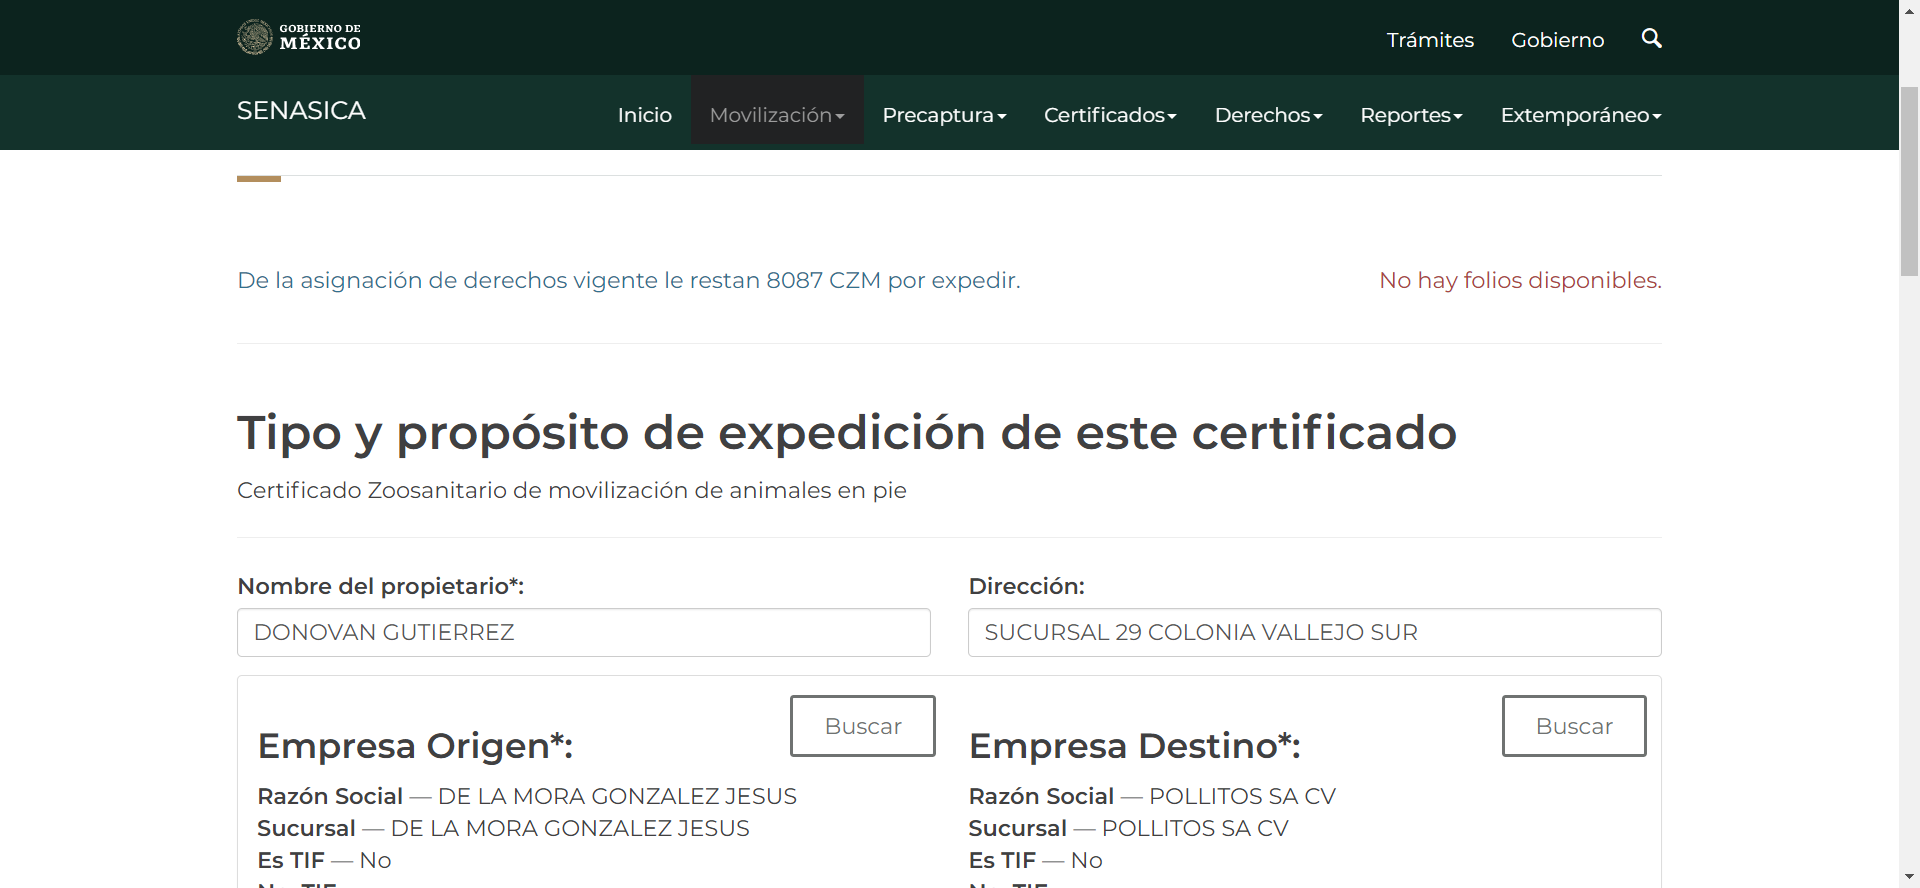 GOBIERNO DE
MÉXICO
Trámites Gobierno
SENASICA
Inicio Movilización Precaptura Certificados Derechos Reportes Extemporáneo
De la asignación de derechos vigente le restan 8087 CZM por expedir. No hay folios disponibles.
Tipo y propósito de expedición de este certificado
Certificado Zoosanitario de movilización de animales en pie
Nombre del propietario*: Dirección:
DONOVAN GUTIERREZ SUCURSAL 29 COLONIA VALLEJO SUR
Buscar Buscar
Empresa Origen*: Empresa Destino*:
Razón Social — DE LA MORA GONZALEZ JESUS Razón Social — POLLITOS SA CV
Sucursal — DE LA MORA GONZALEZ JESUS Sucursal — POLLITOS SA CV
Es TIF — No Es TIF — No